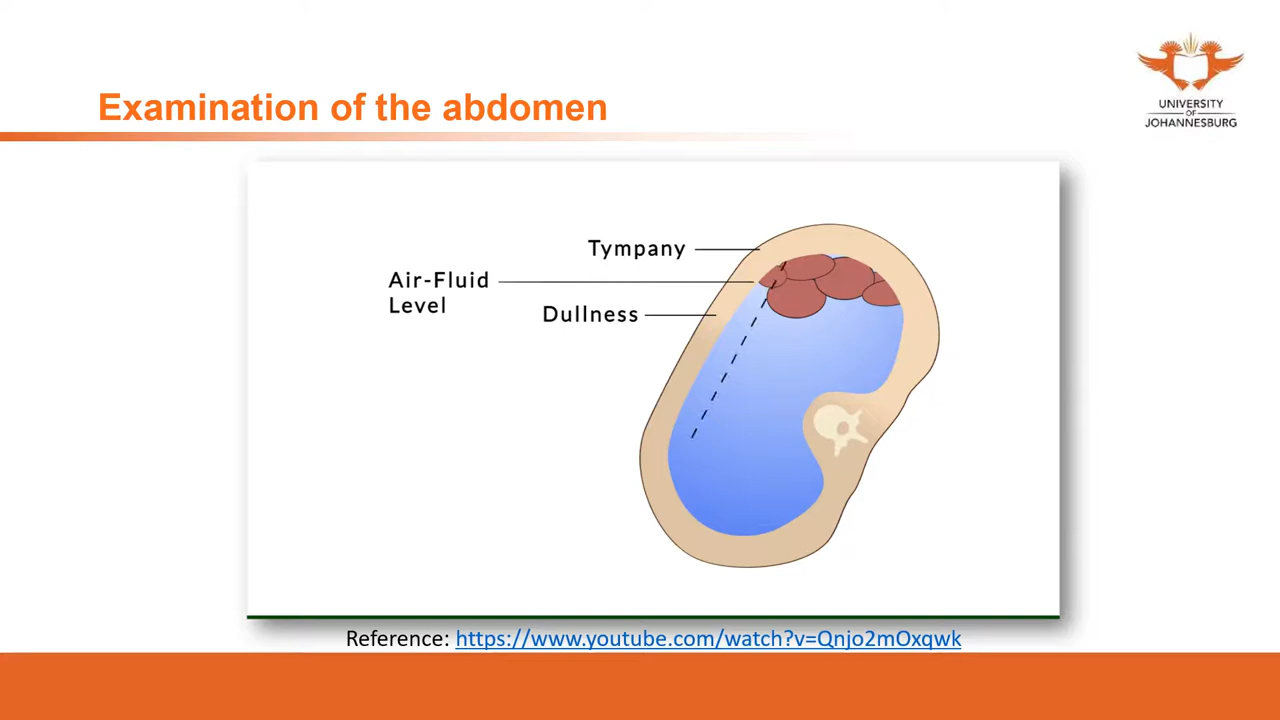 UNIVERSITY
OF
JOHANNESBURG
Examination of the abdomen
Tympany
Air-Fluid
Level
Dullness
Reference: https://www.youtube.com/watch?v=Qnjo2mOxqwk